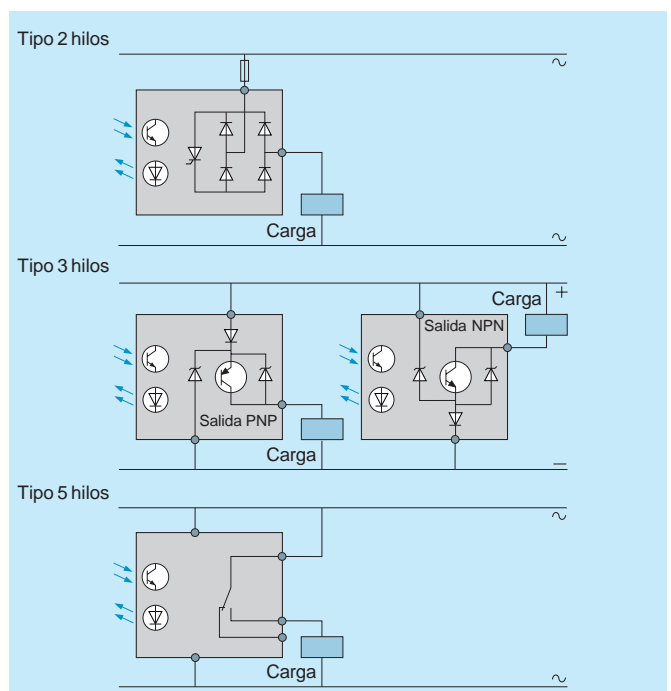 Tipo 2 hilos
Carga
Tipo 3 hilos
Carga
+
Salida NPN
Salida PNP
Carga
–
Tipo 5 hilos
Carga